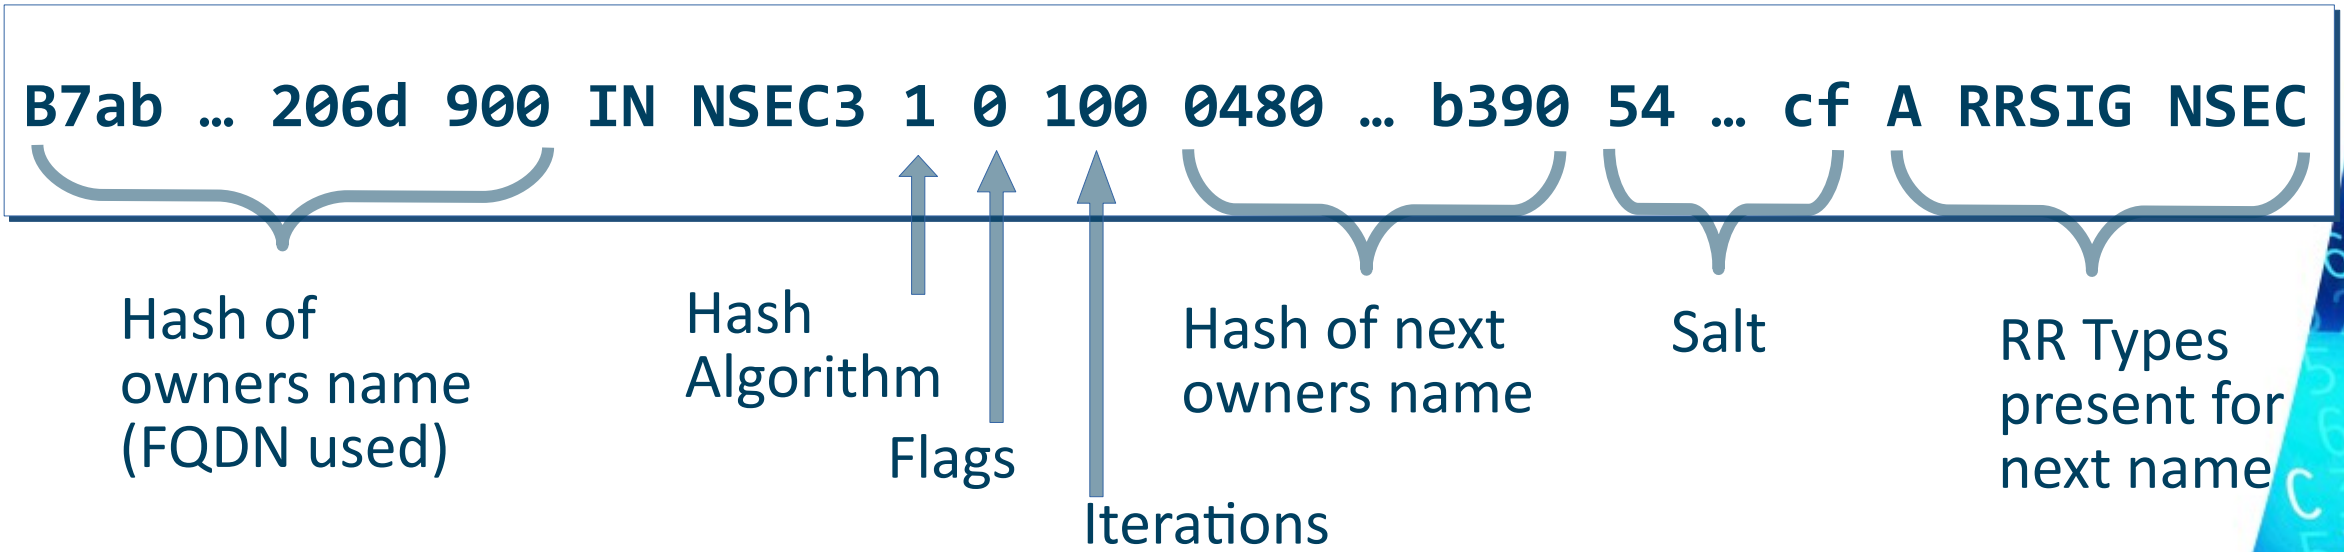 B7ab … 206d 900 IN NSEC3 1 0 100 0480 … b390 54 … cf A RRSIG NSEC
Hash of
owners name
(FQDN used)
Hash
Algorithm
Flags
Iterations
Hash of next
owners name
Salt
RR Types
present for
next name